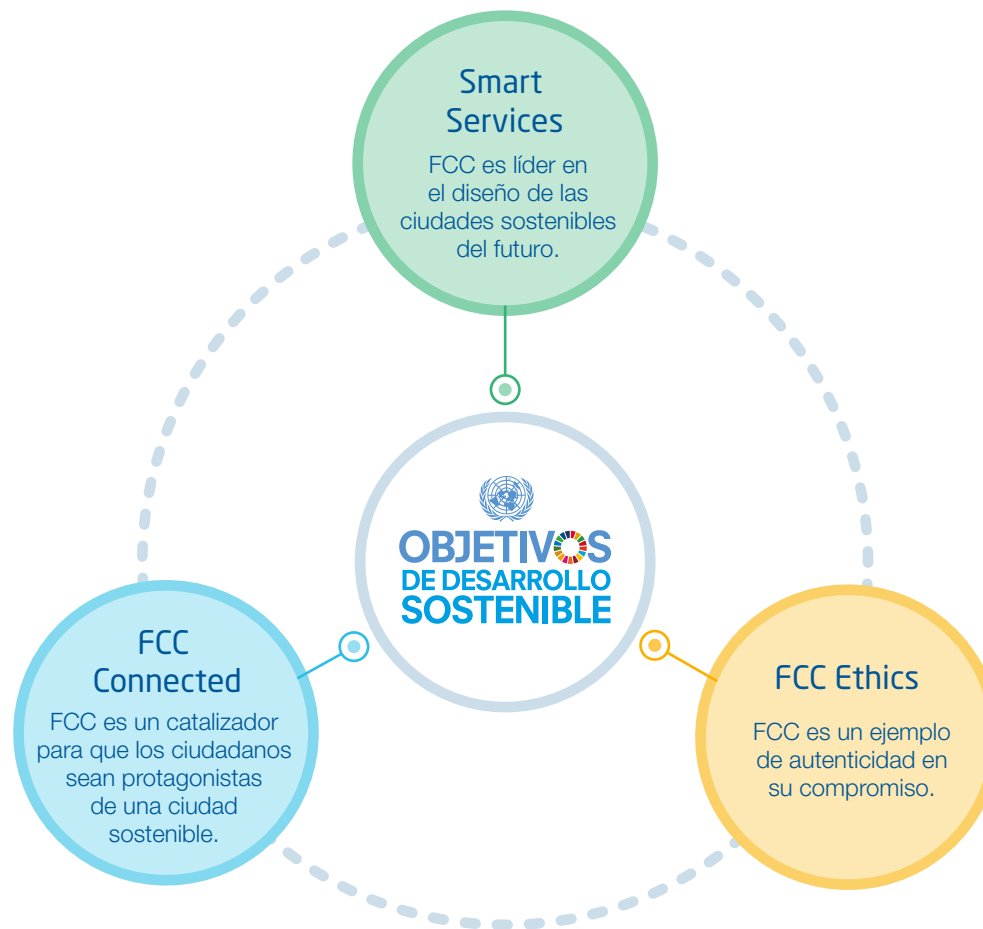 Smart
Services
FCC es líder en
el diseño de las
ciudades sostenibles
del futuro.
OBJETIVOS
DE DESARROLLO
SOSTENIBLE
FCC
Connected
FCC es un catalizador
para que los ciudadanos
sean protagonistas
de una ciudad
sostenible.
FCC Ethics
FCC es un ejemplo
de autenticidad en
su compromiso.